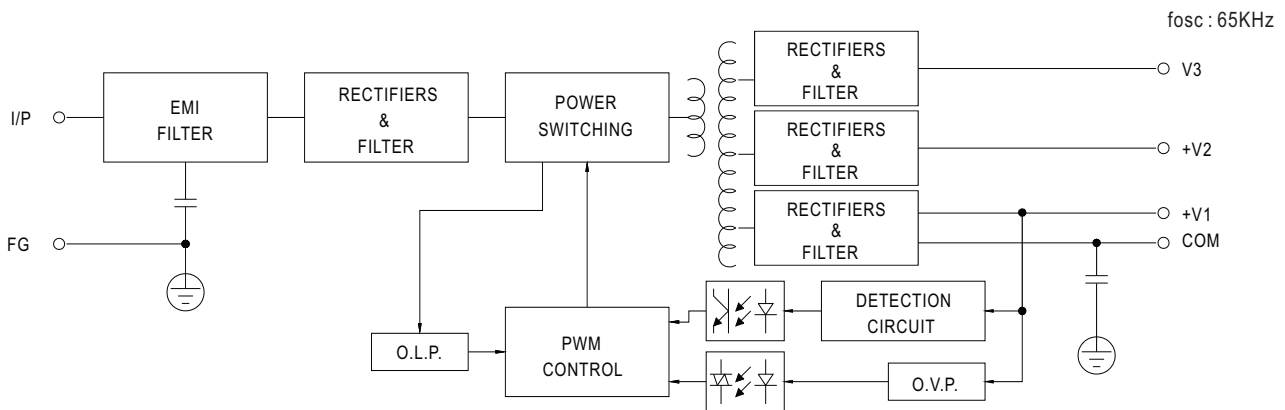 fosc : 65KHz
I/P
EMI
FILTER
RECTIFIERS
&
FILTER
POWER
SWITCHING
RECTIFIERS
&
FILTER
V3
RECTIFIERS
&
FILTER
+V2
RECTIFIERS
&
FILTER
+V1
COM
FG
O.L.P.
PWM
CONTROL
DETECTION
CIRCUIT
O.V.P.